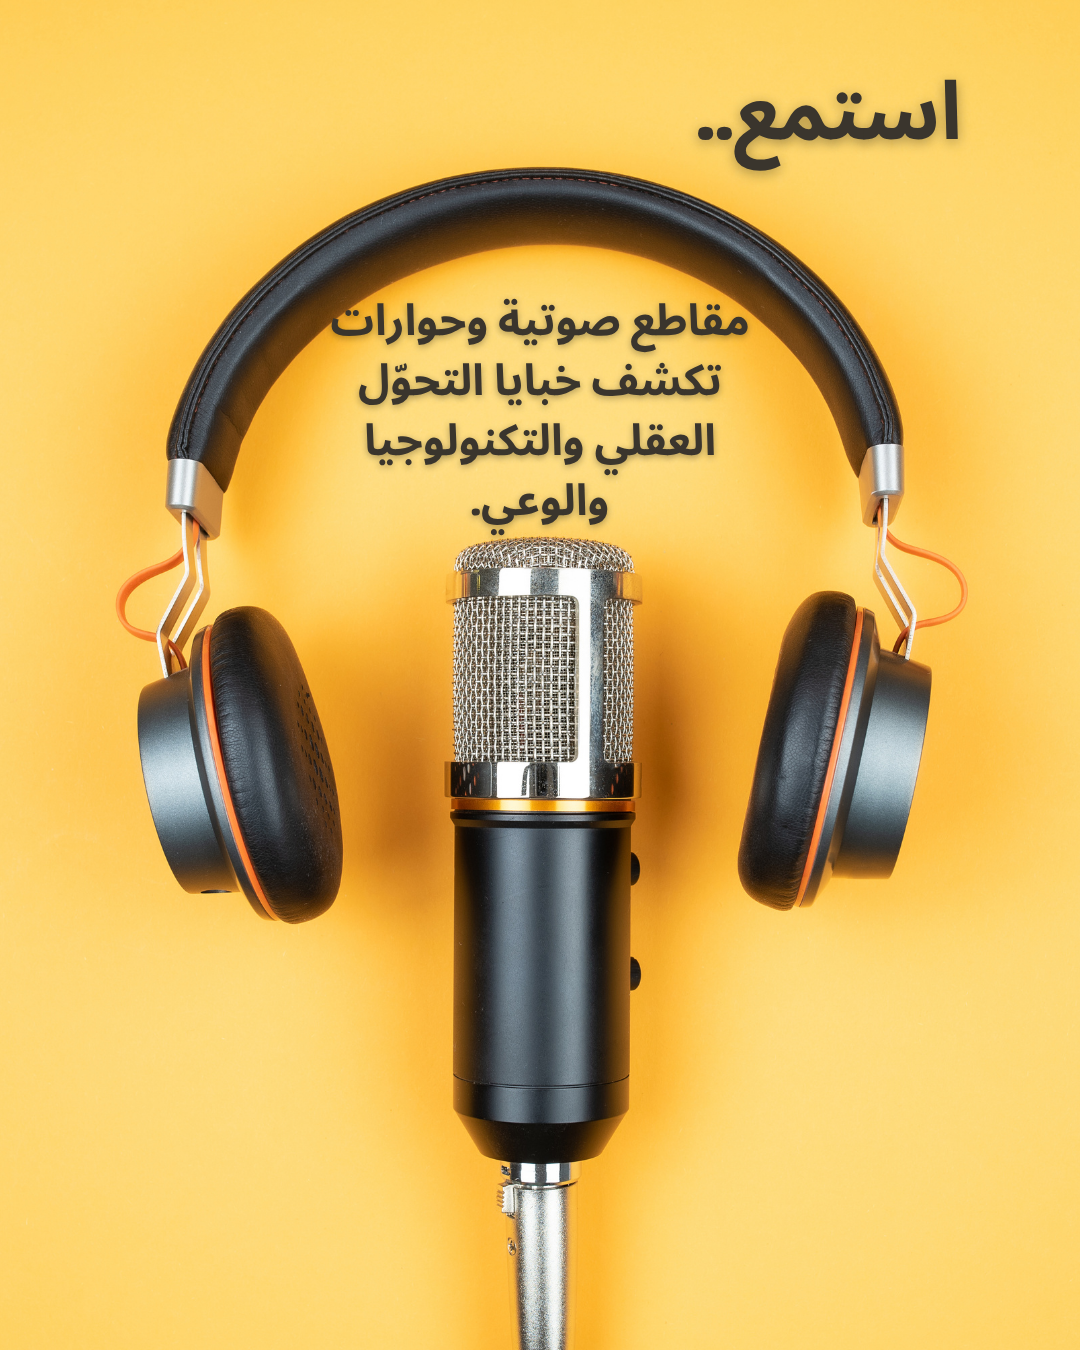 استمع..
مقاطع صوتية وحوارات
تكشف خبايا التحوّل
العقلي والتكنولوجيا
والوعي.